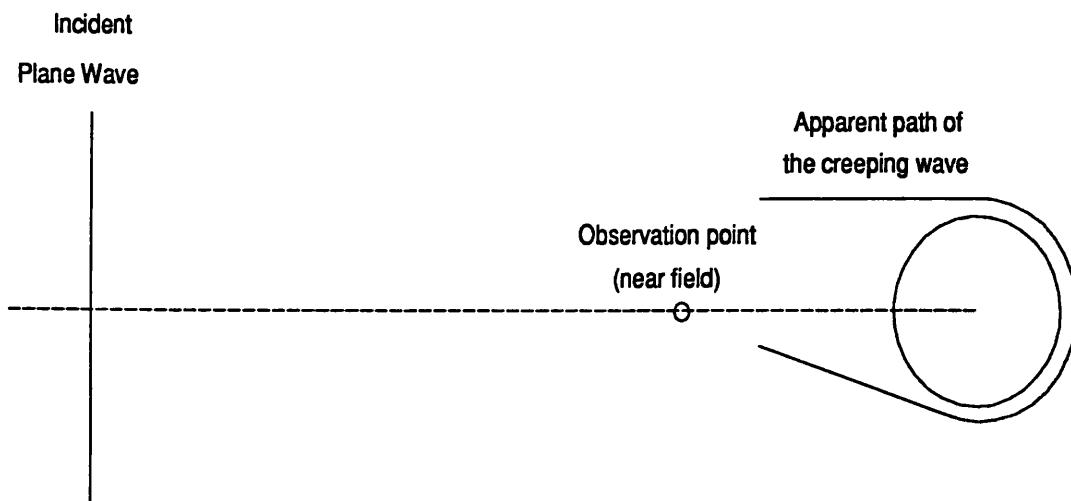 Incident
Plane Wave
Apparent path of
the creeping wave
Observation point
(near field)